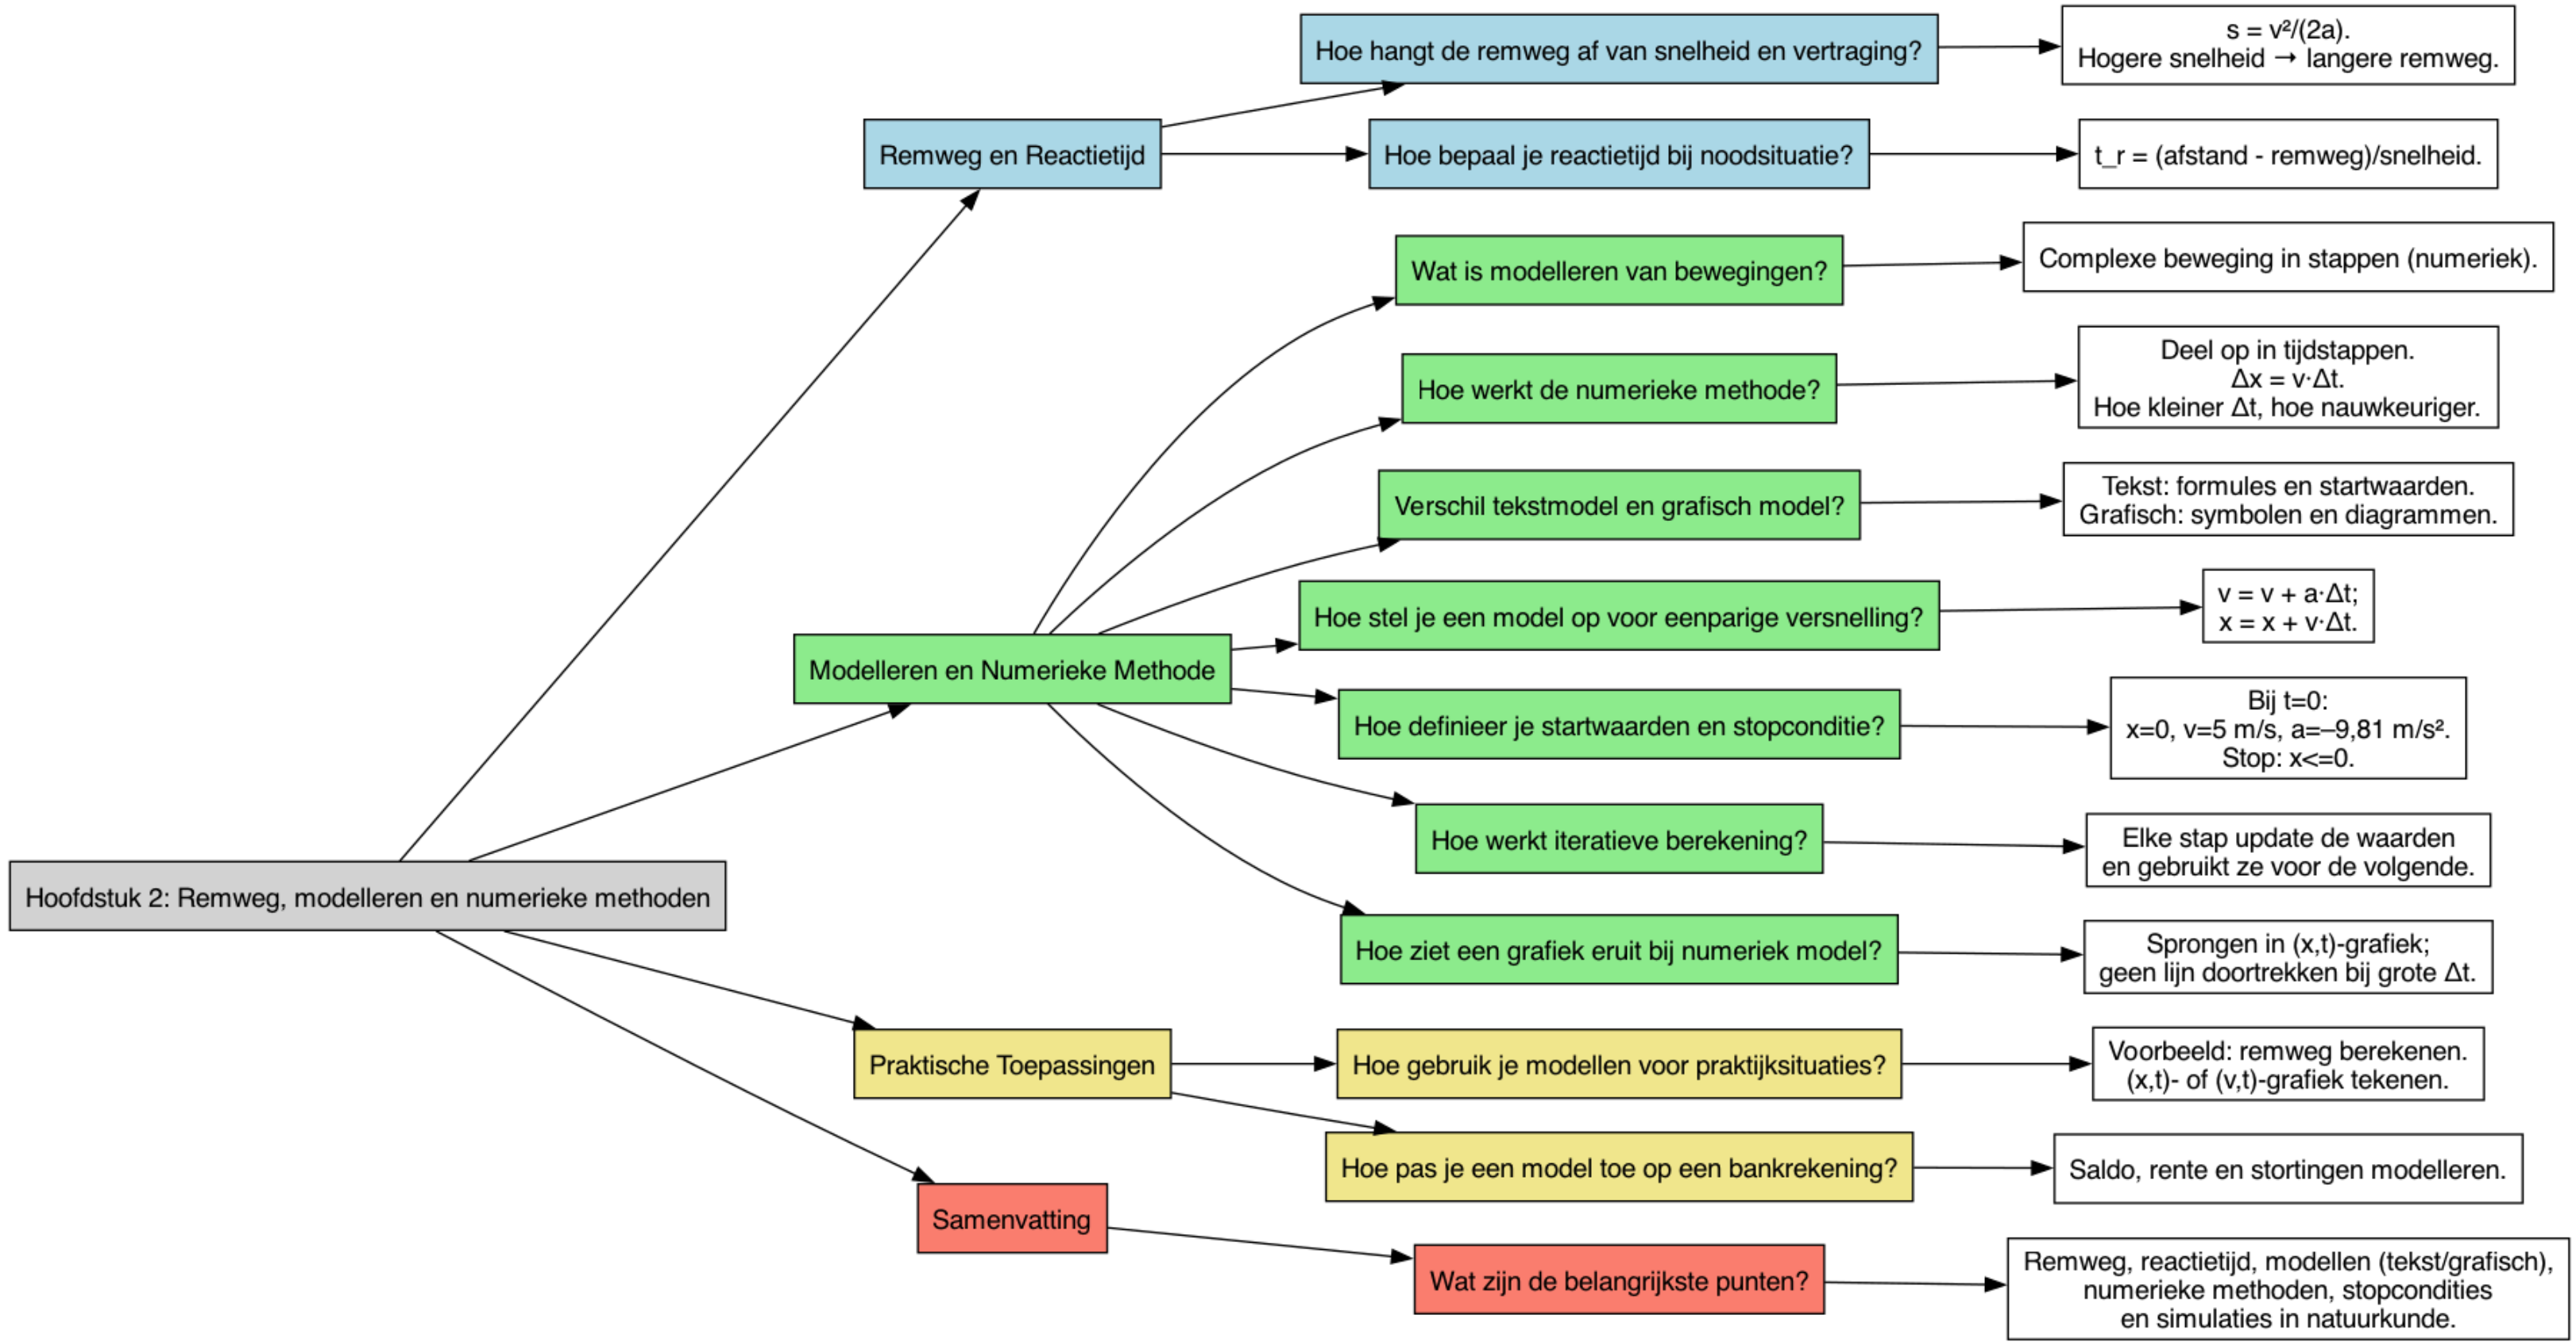 Hoofdstuk 2: Remweg, modelleren en numerieke methoden
Remweg en Reactietijd
Hoe hangt de remweg af van snelheid en vertraging?
s = v²/(2a).
Hogere snelheid → langere remweg.
Hoe bepaal je reactietijd bij noodsituatie?
t_r = (afstand - remweg)/snelheid.
Modelleren en Numerieke Methode
Wat is modelleren van bewegingen?
Complexe beweging in stappen (numeriek).
Hoe werkt de numerieke methode?
Deel op in tijdstappen.
Δx = v·Δt.
Hoe kleiner Δt, hoe nauwkeuriger.
Verschil tekstmodel en grafisch model?
Tekst: formules en startwaarden.
Grafisch: symbolen en diagrammen.
Hoe stel je een model op voor eenparige versnelling?
v = v + a·Δt;
x = x + v·Δt.
Hoe definieer je startwaarden en stopconditie?
Bij t=0:
x=0, v=5 m/s, a=–9,81 m/s².
Stop: x<=0.
Hoe werkt iteratieve berekening?
Elke stap update de waarden
en gebruikt ze voor de volgende.
Hoe ziet een grafiek eruit bij numeriek model?
Sprongen in (x,t)-grafiek;
geen lijn doortrekken bij grote Δt.
Praktische Toepassingen
Hoe gebruik je modellen voor praktijksituaties?
Voorbeeld: remweg berekenen.
(x,t)- of (v,t)-grafiek tekenen.
Hoe pas je een model toe op een bankrekening?
Saldo, rente en stortingen modelleren.
Samenvatting
Wat zijn de belangrijkste punten?
Remweg, reactietijd, modellen (tekst/grafisch),
numerieke methoden, stopcondities
en simulaties in natuurkunde.